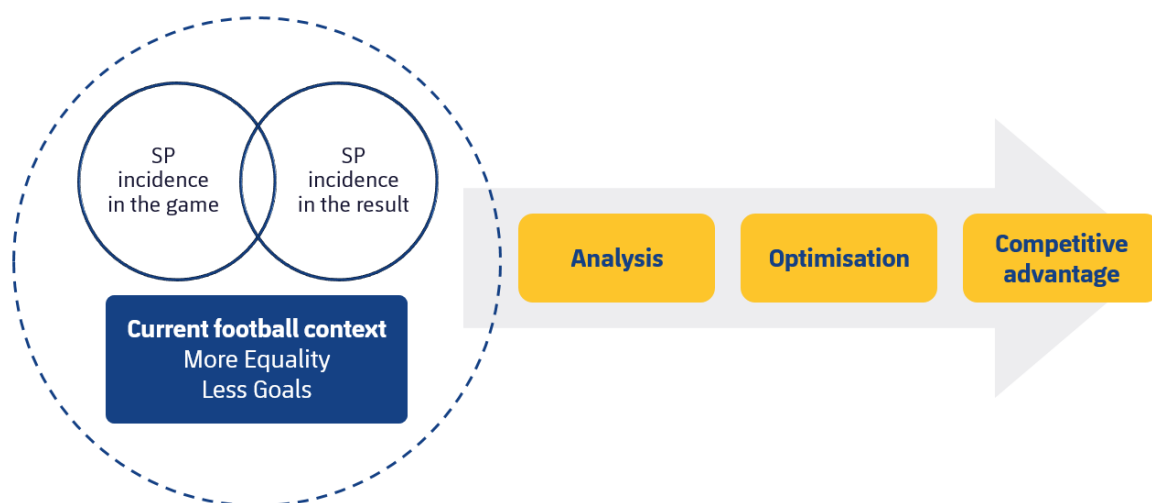 SP
incidence
in the game
SP
incidence
in the result
Current football context
More Equality
Less Goals
Analysis
Optimisation
Competitive
advantage